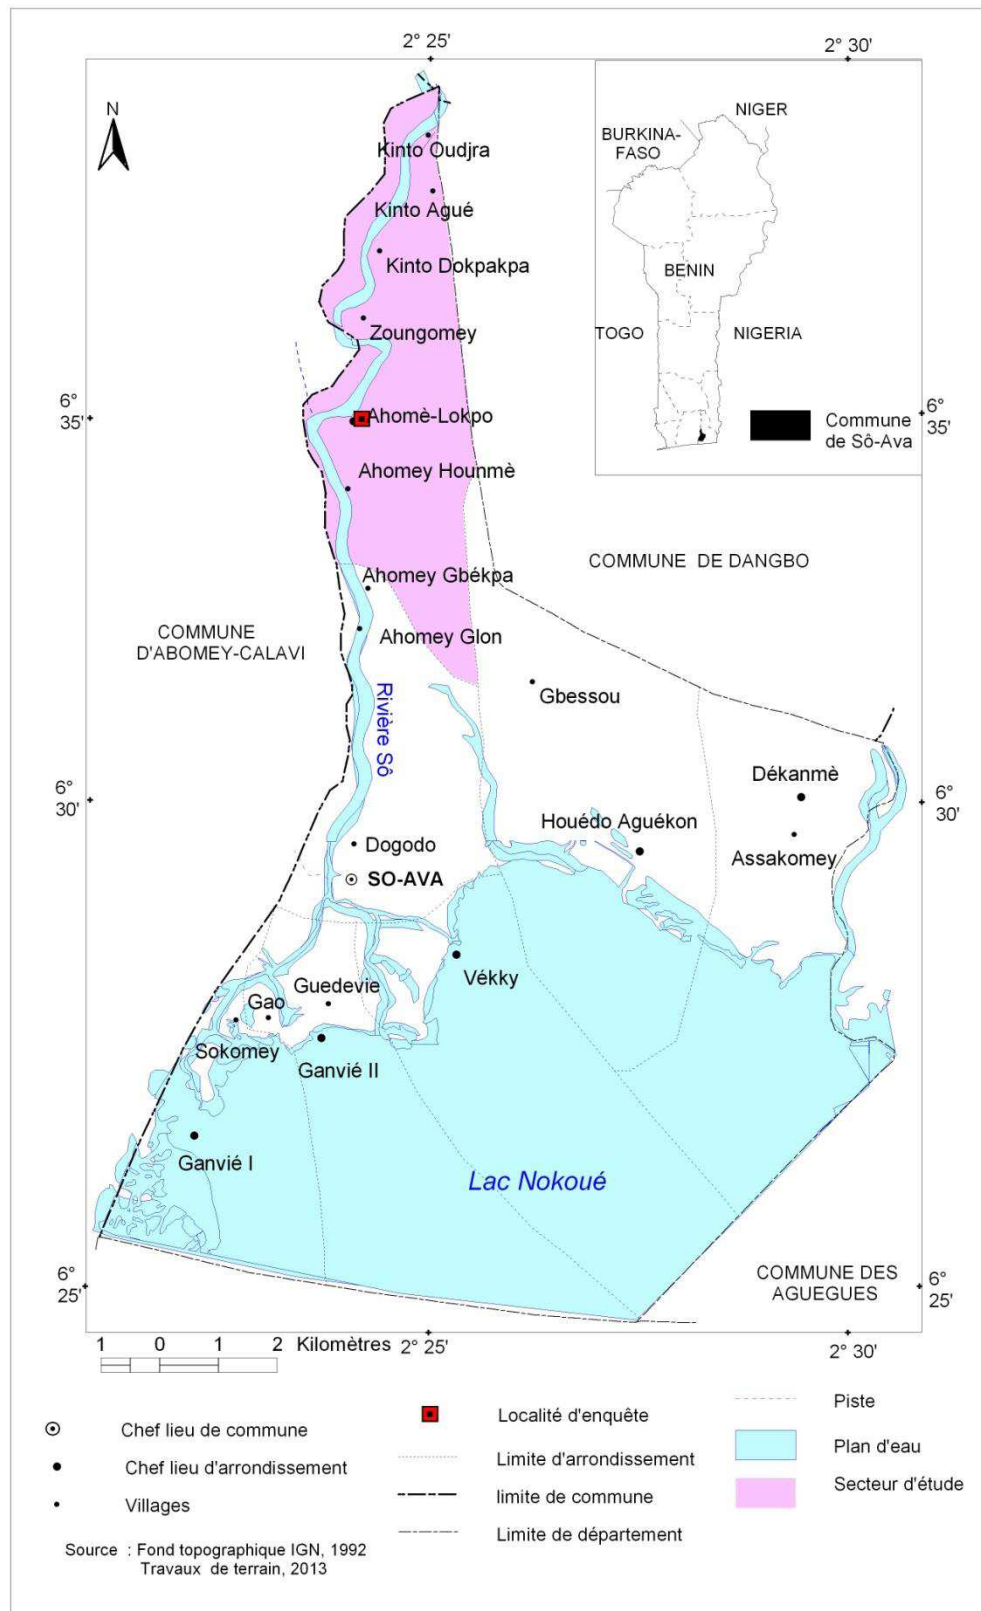 2° 25'
2° 30'
N
NIGER
BURKINA-
FASO
BENIN
TOGO
NIGERIA
Commune
de Sô-Ava
Kinto Oudjra
Kinto Agué
Kinto Dokpakpa
Zoungomey
6°
35'
6°
35'
Ahomè-Lokpo
Ahomey Hounmè
COMMUNE DE DANGBO
Ahomey Gbékpa
COMMUNE
D'ABOMEY-CALAVI
Ahomey Glon
Gbessou
Rivière Sô
Dékanmè
6°
30'
6°
30'
Houédo Aguékon
Dogodo
Assakomey
SO-AVA
Vékky
Guedevie
Gao
Sokomey
Ganvié II
Ganvié I
Lac Nokoué
COMMUNE DES
AGUEGUES
6°
25'
6°
25'
1 0 1 2 Kilomètres
2° 25'
2° 30'
Chef lieu de commune
Chef lieu d'arrondissement
Villages
Localité d'enquête
Limite d'arrondissement
limite de commune
Limite de département
Piste
Plan d'eau
Secteur d'étude
Source : Fond topographique IGN, 1992
Travaux de terrain, 2013